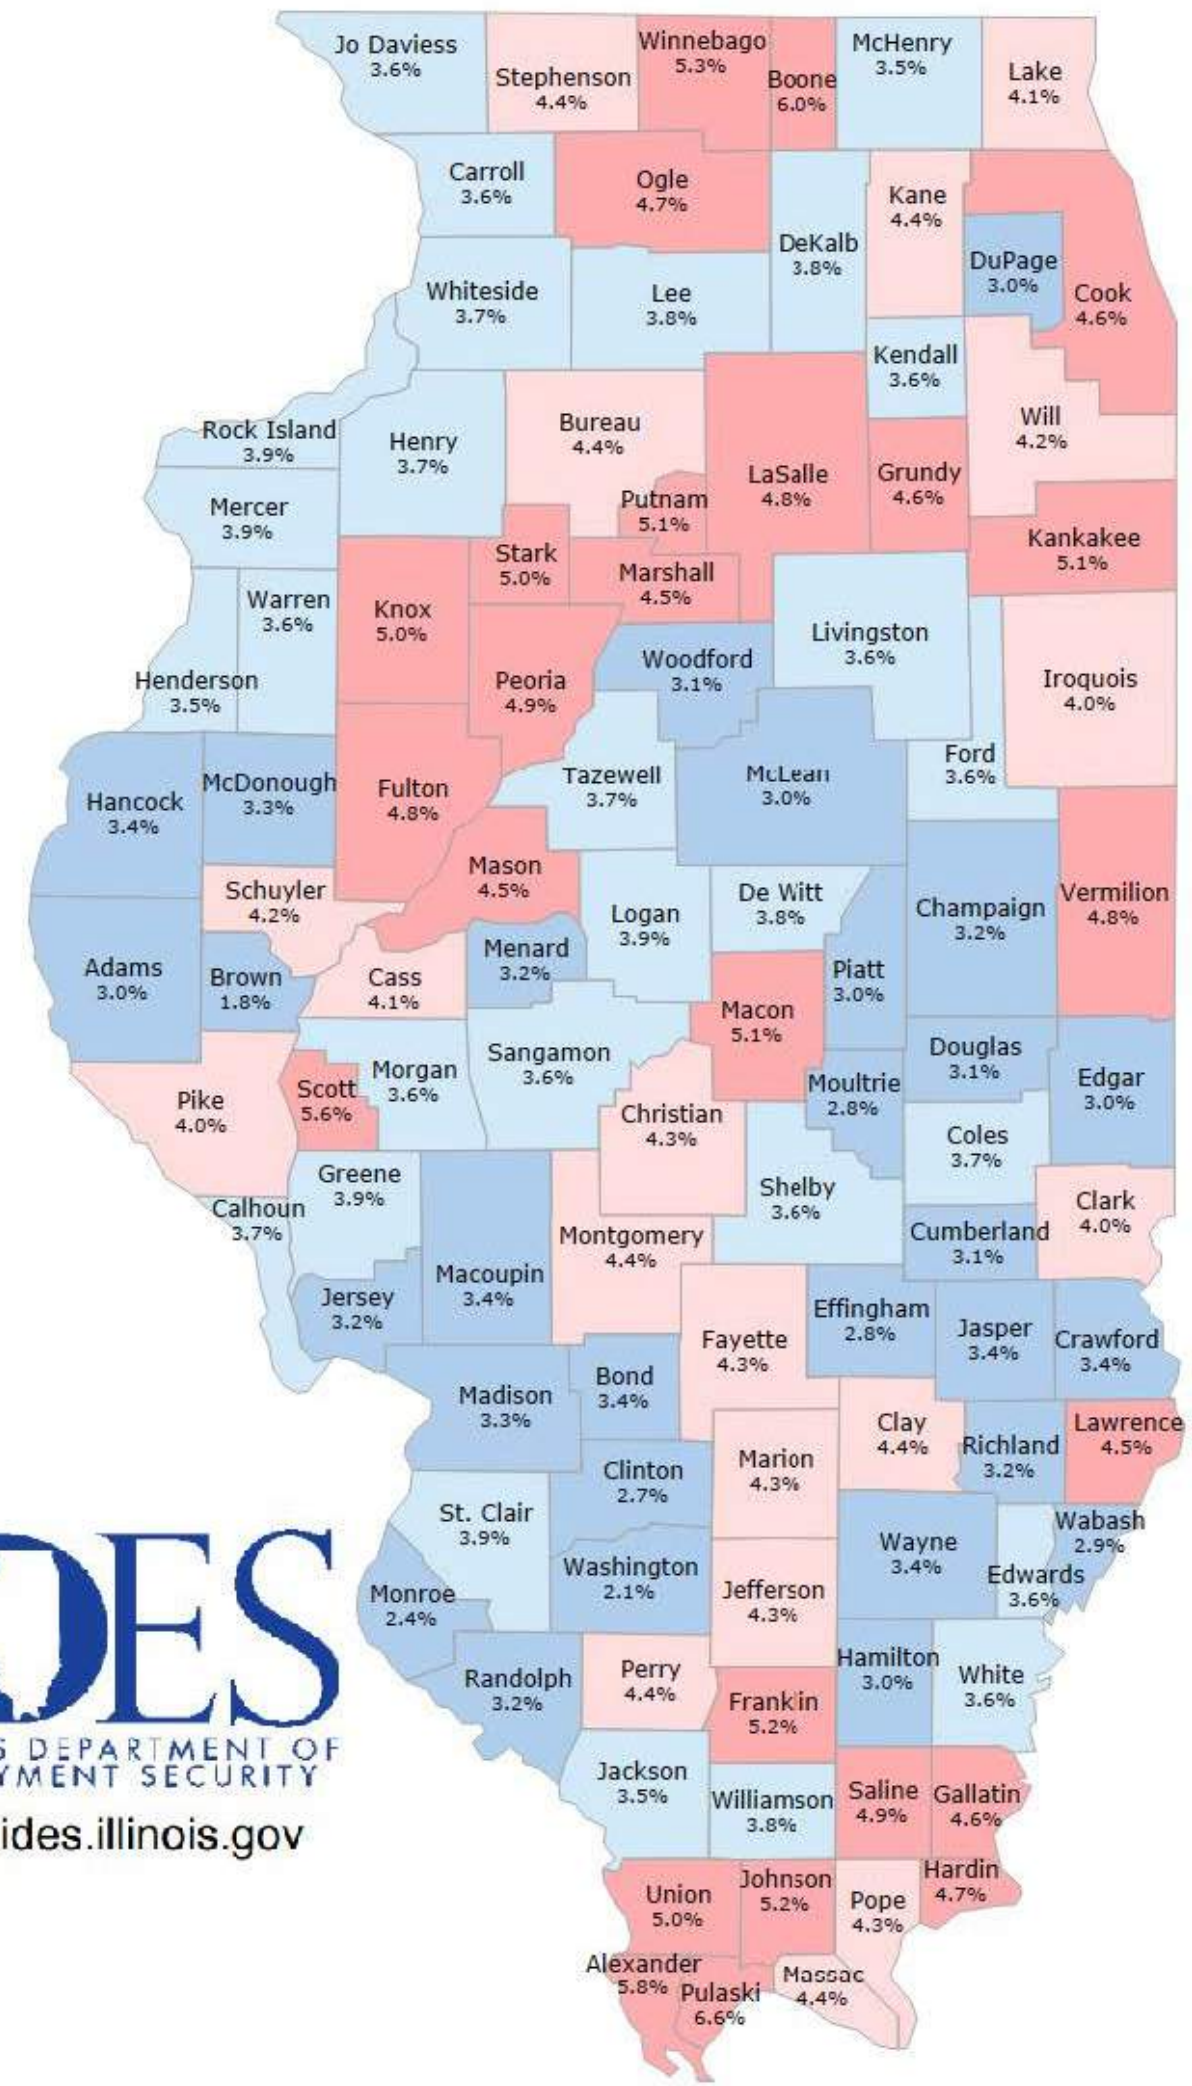 Jo Daviess
3.6%
Stephenson
4.4%
Winnebago
5.3%
Boone
6.0%
McHenry
3.5%
Lake
4.1%
Carroll
3.6%
Ogle
4.7%
DeKalb
3.8%
Kane
4.4%
DuPage
3.0%
Cook
4.6%
Whiteside
3.7%
Lee
3.8%
Kendall
3.6%
Will
4.2%
Rock Island
3.9%
Henry
3.7%
Bureau
4.4%
Putnam
5.1%
LaSalle
4.8%
Grundy
4.6%
Kankakee
5.1%
Mercer
3.9%
Stark
5.0%
Marshall
4.5%
Warren
3.6%
Knox
5.0%
Henderson
3.5%
Peoria
4.9%
Woodford
3.1%
Livingston
3.6%
Iroquois
4.0%
Ford
3.6%
Hancock
3.4%
McDonough
3.3%
Fulton
4.8%
Tazewell
3.7%
McLean
3.0%
Mason
4.5%
Schuyler
4.2%
Logan
3.9%
De Witt
3.8%
Champaign
3.2%
Vermilion
4.8%
Adams
3.0%
Brown
1.8%
Cass
4.1%
Menard
3.2%
Piatt
3.0%
Macon
5.1%
Pike
4.0%
Scott
5.6%
Morgan
3.6%
Sangamon
3.6%
Christian
4.3%
Moultrie
2.8%
Douglas
3.1%
Edgar
3.0%
Coles
3.7%
Greene
3.9%
Calhoun
3.7%
Shelby
3.6%
Clark
4.0%
Montgomery
4.4%
Cumberland
3.1%
Jersey
3.2%
Macoupin
3.4%
Fayette
4.3%
Effingham
2.8%
Jasper
3.4%
Crawford
3.4%
Madison
3.3%
Bond
3.4%
Clay
4.4%
Richland
3.2%
Lawrence
4.5%
Clinton
2.7%
Marion
4.3%
St. Clair
3.9%
Wayne
3.4%
Wabash
2.9%
Edwards
3.6%
Monroe
2.4%
Washington
2.1%
Jefferson
4.3%
Randolph
3.2%
Perry
4.4%
Hamilton
3.0%
White
3.6%
Franklin
5.2%
Jackson
3.5%
Williamson
3.8%
Saline
4.9%
Gallatin
4.6%
Union
5.0%
Johnson
5.2%
Pope
4.3%
Hardin
4.7%
Alexander
5.8%
Pulaski
6.6%
Massac
4.4%
DES
S DEPARTMENT OF
YMENT SECURITY
ides.illinois.gov